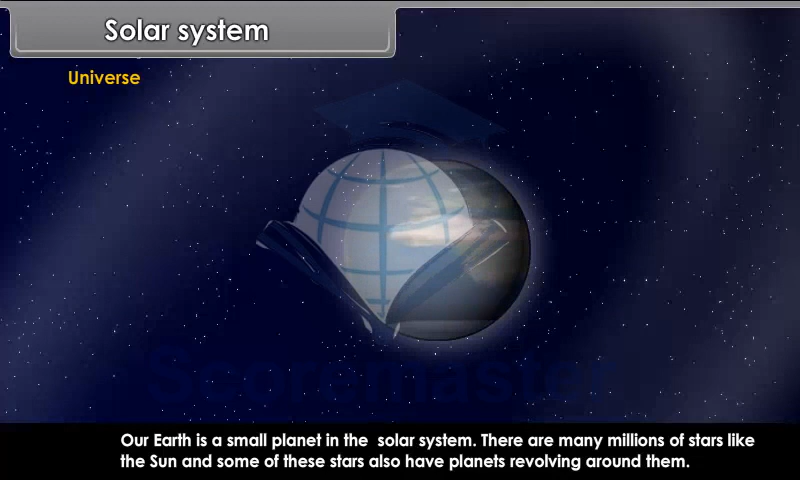 Solar system
Universe
Scoremaster
Our Earth is a small planet in the  solar system. There are many millions of stars like
the Sun and some of these stars also have planets revolving around them.